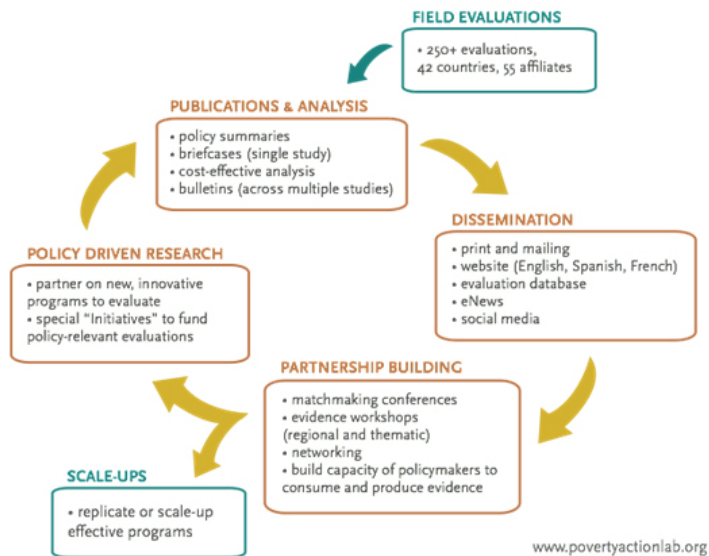 FIELD EVALUATIONS
• 250+ evaluations,
42 countries, 55 affiliates
PUBLICATIONS & ANALYSIS
• policy summaries
• briefcases (single study)
• cost-effective analysis
• bulletins (across multiple studies)
DISSEMINATION
• print and mailing
• website (English, Spanish, French)
• evaluation database
• eNews
• social media
POLICY DRIVEN RESEARCH
• partner on new, innovative
programs to evaluate
• special “Initiatives” to fund
policy-relevant evaluations
PARTNERSHIP BUILDING
• matchmaking conferences
• evidence workshops
(regional and thematic)
• networking
• build capacity of policymakers to
consume and produce evidence
SCALE-UPS
• replicate or scale-up
effective programs
www.povertyactionlab.org